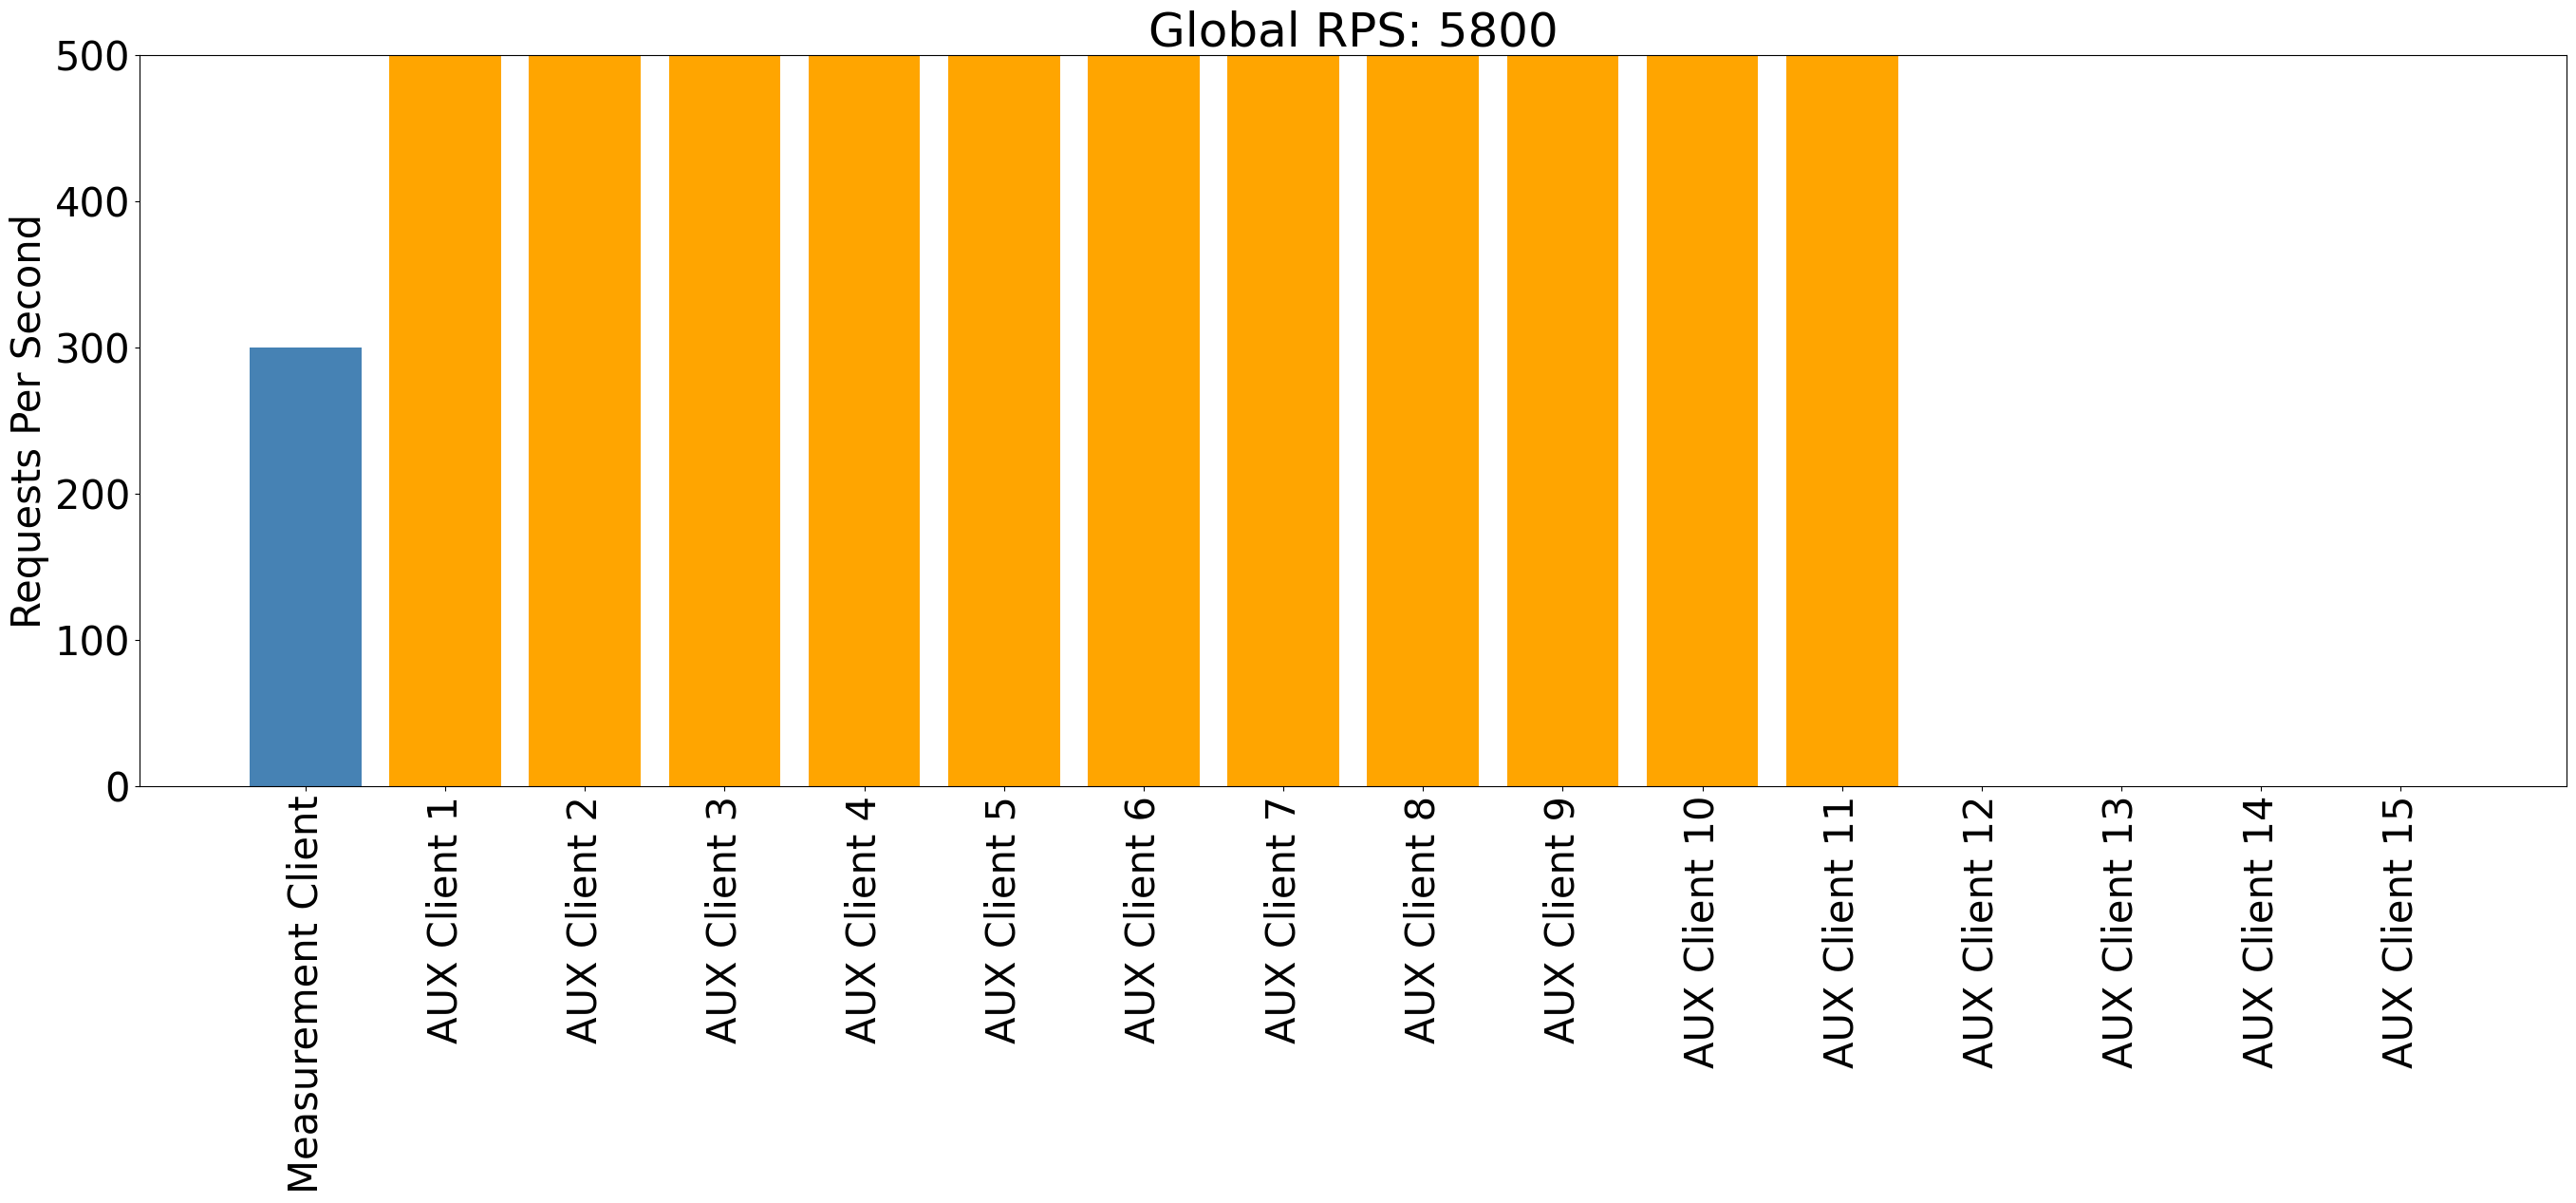 Global RPS: 5800
Requests Per Second
500
400
300
200
100
0
Measurement Client
AUX Client 1
AUX Client 2
AUX Client 3
AUX Client 4
AUX Client 5
AUX Client 6
AUX Client 7
AUX Client 8
AUX Client 9
AUX Client 10
AUX Client 11
AUX Client 12
AUX Client 13
AUX Client 14
AUX Client 15